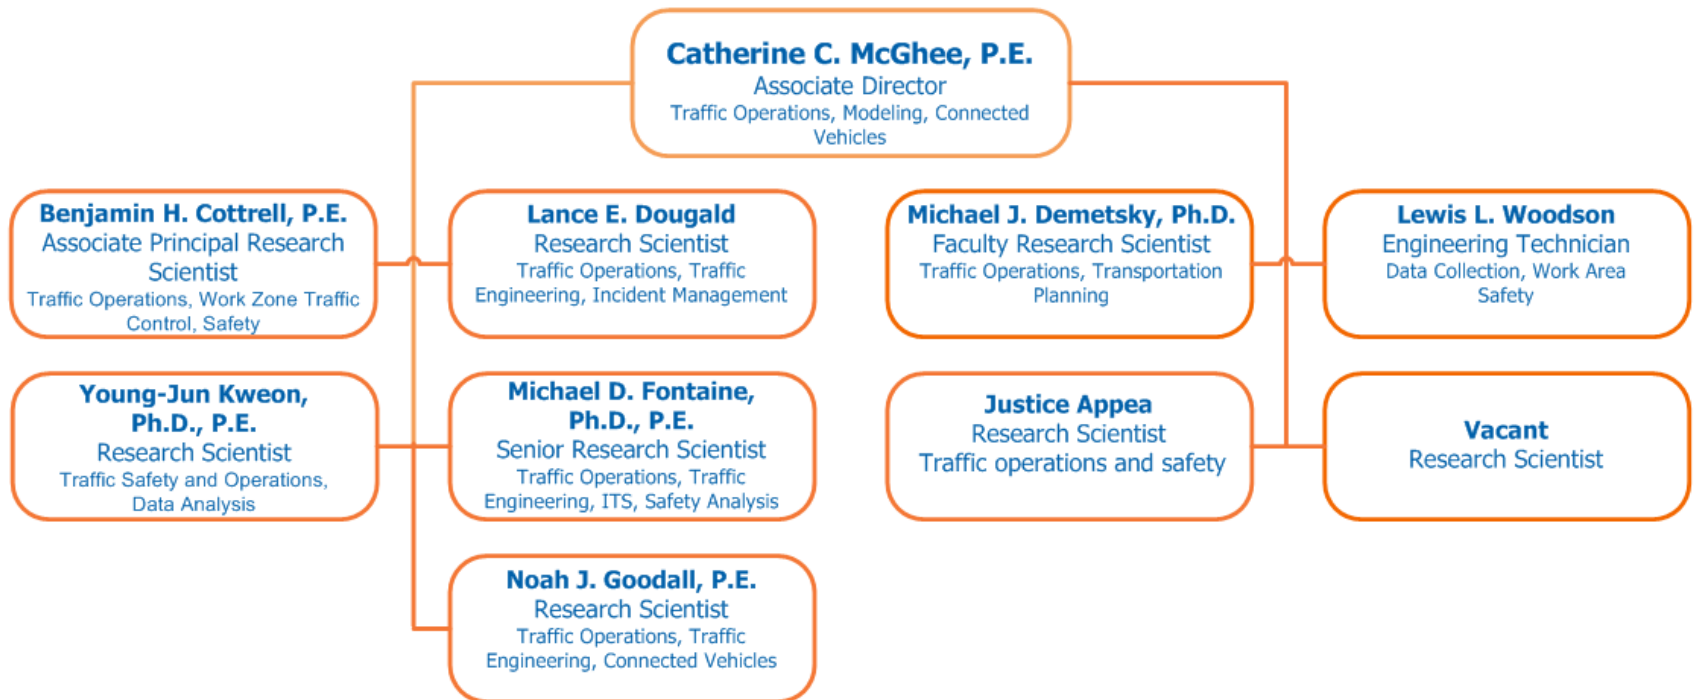 Catherine C. McGhee, P.E.
Associate Director
Traffic Operations, Modeling, Connected
Vehicles
Benjamin H. Cottrell, P.E.
Associate Principal Research
Scientist
Traffic Operations, Work Zone Traffic
Control, Safety
Lance E. Dougald
Research Scientist
Traffic Operations, Traffic
Engineering, Incident Management
Michael J. Demetsky, Ph.D.
Faculty Research Scientist
Traffic Operations, Transportation
Planning
Lewis L. Woodson
Engineering Technician
Data Collection, Work Area
Safety
Young-Jun Kweon,
Ph.D., P.E.
Research Scientist
Traffic Safety and Operations,
Data Analysis
Michael D. Fontaine,
Ph.D., P.E.
Senior Research Scientist
Traffic Operations, Traffic
Engineering, ITS, Safety Analysis
Justice Appea
Research Scientist
Traffic operations and safety
Vacant
Research Scientist
Noah J. Goodall, P.E.
Research Scientist
Traffic Operations, Traffic
Engineering, Connected Vehicles